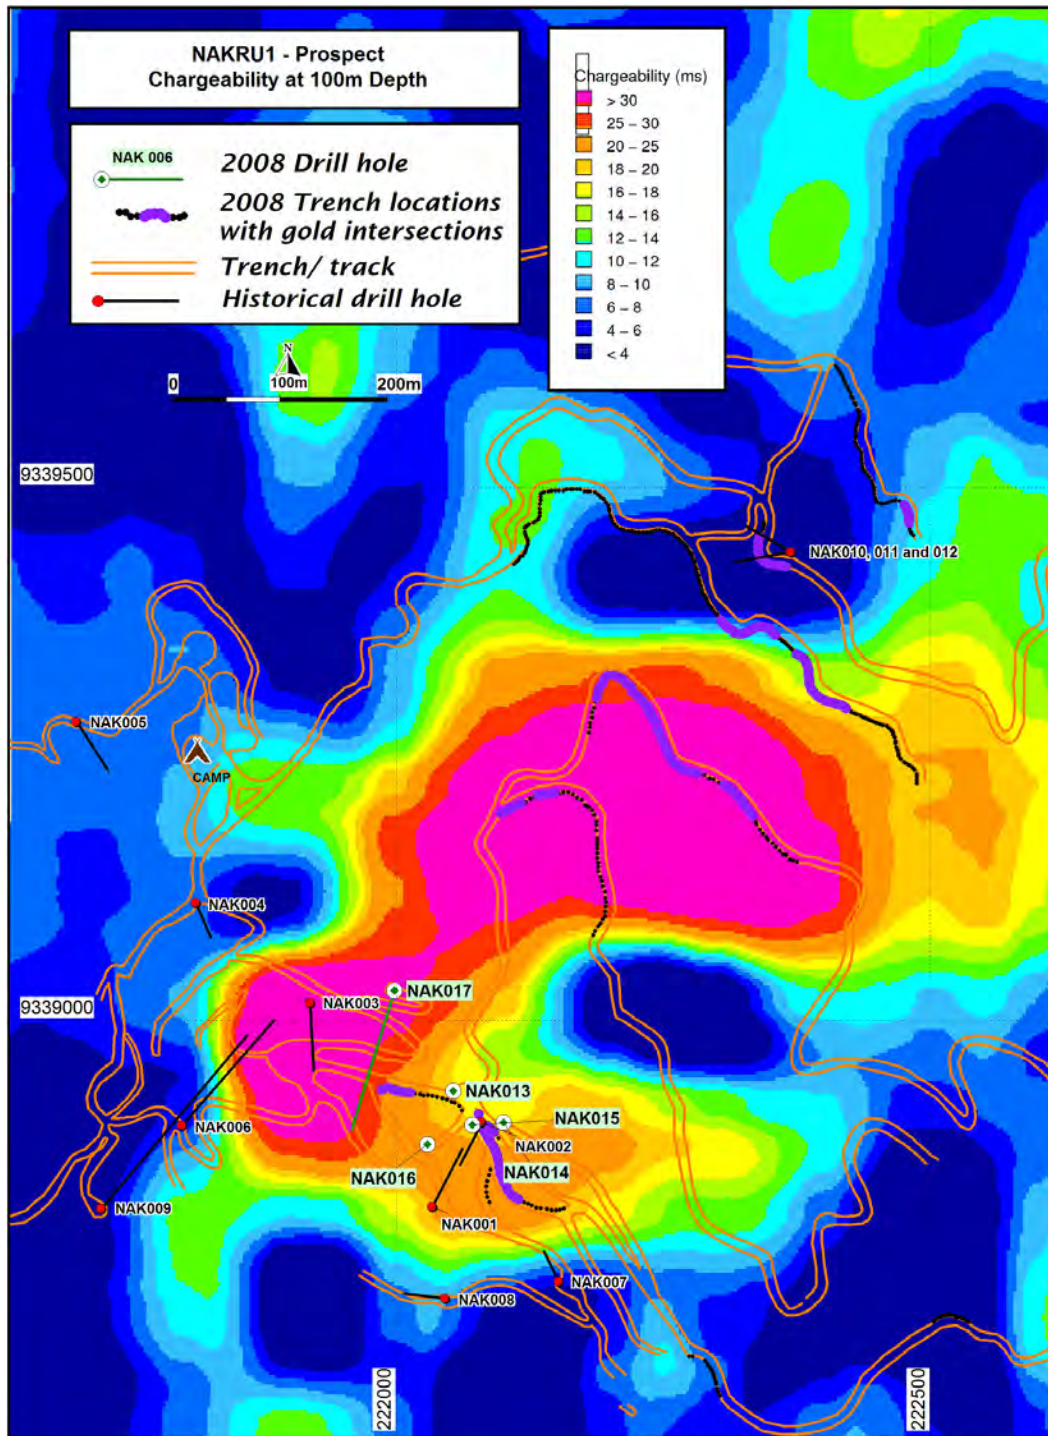 NAKRU1 - Prospect
Chargeability at 100m Depth
NAK 006
2008 Drill hole
2008 Trench locations
with gold intersections
Trench/ track
Historical drill hole
Chargeability (ms)
> 30
25 – 30
20 – 25
18 – 20
16 – 18
14 – 16
12 – 14
10 – 12
8 – 10
6 – 8
4 – 6
< 4
N
0 100m 200m
9339500
NAK010, 011 and 012
NAK005
CAMP
NAK004
NAK017
NAK003
9339000
NAK013
NAK015
NAK006
NAK002
NAK016
NAK014
NAK009
NAK001
NAK007
NAK008
222000
222500